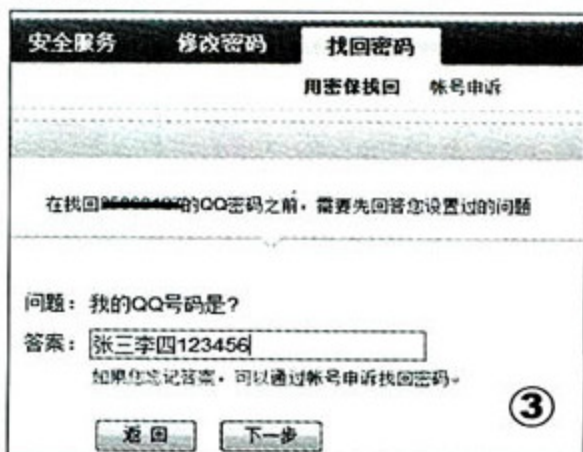 安全服务 修改密码 找回密码
用密保找回 帐号申诉
在找回的QQ密码之前，需要先回答您设置过的问题
问题：我的QQ号码是？
答案：张三李四123456
如果您忘记答案，可以通过帐号申诉找回密码。
返回 下一步
③